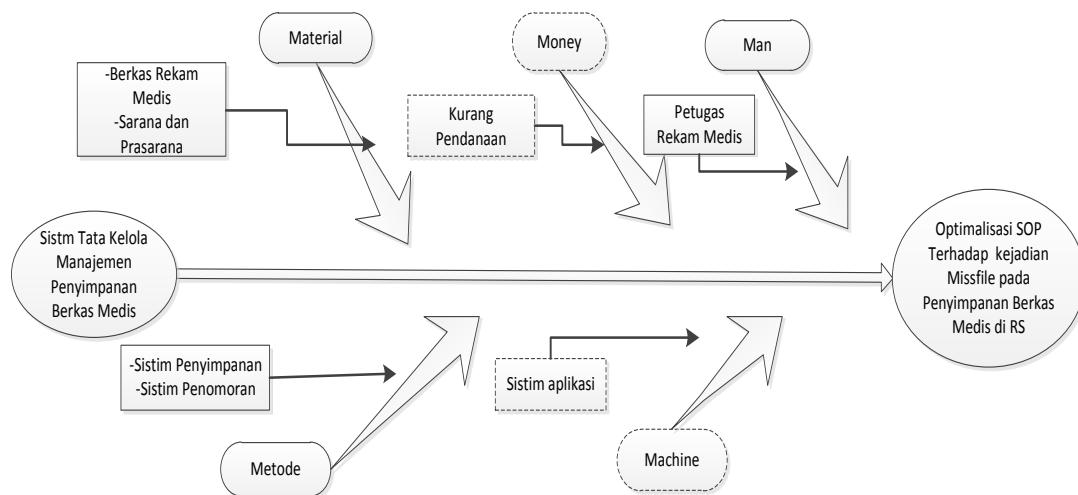 Material
Money
Man
-Berkas Rekam
Medis
-Sarana dan
Prasarana
Kurang
Pendanaan
Petugas
Rekam Medis
Sistm Tata Kelola
Manajemen
Penyimpanan
Berkas Medis
Optimalisasi SOP
Terhadap kejadian
Missfile pada
Penyimpanan Berkas
Medis di RS
-Sistim Penyimpanan
-Sistim Penomoran
Sistim aplikasi
Metode
Machine